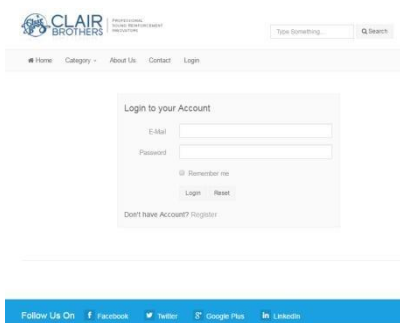 CLAIR BROTHERS
PROFESSIONAL
SOUND REINFORCEMENT
INNOVATORS
Type Something...
Search
Home Category About Us Contact Login
Login to your Account
E-Mail
Password
Remember me
Login Reset
Don't have Account? Register
Follow Us On Facebook Twitter Google Plus LinkedIn